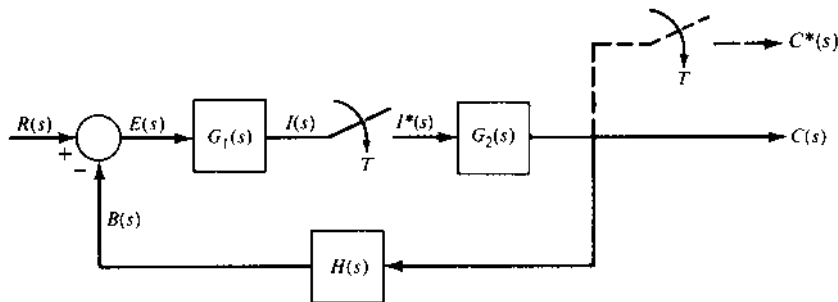 C*(s)
T
R(s)
+
−
E(s)
G₁(s)
I(s)
T
I*(s)
G₂(s)
C(s)
B(s)
H(s)